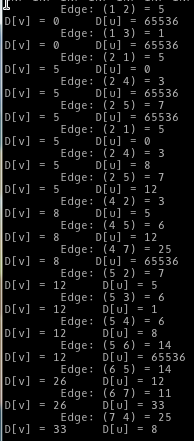 Edge: (1 2) = 5
D[v] = 0 D[u] = 65536
Edge: (1 3) = 1
D[v] = 0 D[u] = 65536
Edge: (2 1) = 5
D[v] = 5 D[u] = 0
Edge: (2 4) = 3
D[v] = 5 D[u] = 65536
Edge: (2 5) = 7
D[v] = 5 D[u] = 65536
Edge: (2 1) = 5
D[v] = 5 D[u] = 0
Edge: (2 4) = 3
D[v] = 5 D[u] = 8
Edge: (2 5) = 7
D[v] = 5 D[u] = 12
Edge: (4 2) = 3
D[v] = 8 D[u] = 5
Edge: (4 5) = 6
D[v] = 8 D[u] = 12
Edge: (4 7) = 25
D[v] = 8 D[u] = 65536
Edge: (5 2) = 7
D[v] = 12 D[u] = 5
Edge: (5 3) = 6
D[v] = 12 D[u] = 1
Edge: (5 4) = 6
D[v] = 12 D[u] = 8
Edge: (5 6) = 14
D[v] = 12 D[u] = 65536
Edge: (6 5) = 14
D[v] = 26 D[u] = 12
Edge: (6 7) = 11
D[v] = 26 D[u] = 33
Edge: (7 4) = 25
D[v] = 33 D[u] = 8